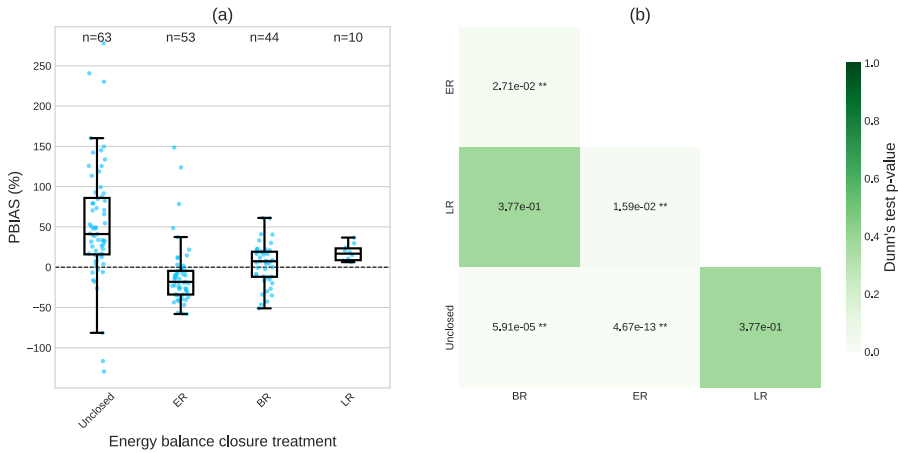 (a)
n=63 n=53 n=44 n=10
250
200
150
100
50
0
−50
−100
PBIAS (%)
Unclosed ER BR LR
Energy balance closure treatment
(b)
ER
2.71e-02 **
LR
3.77e-01 1.59e-02 **
Unclosed
5.91e-05 ** 4.67e-13 ** 3.77e-01
BR ER LR
1.0
0.8
0.6
0.4
0.2
0.0
Dunn's test p-value